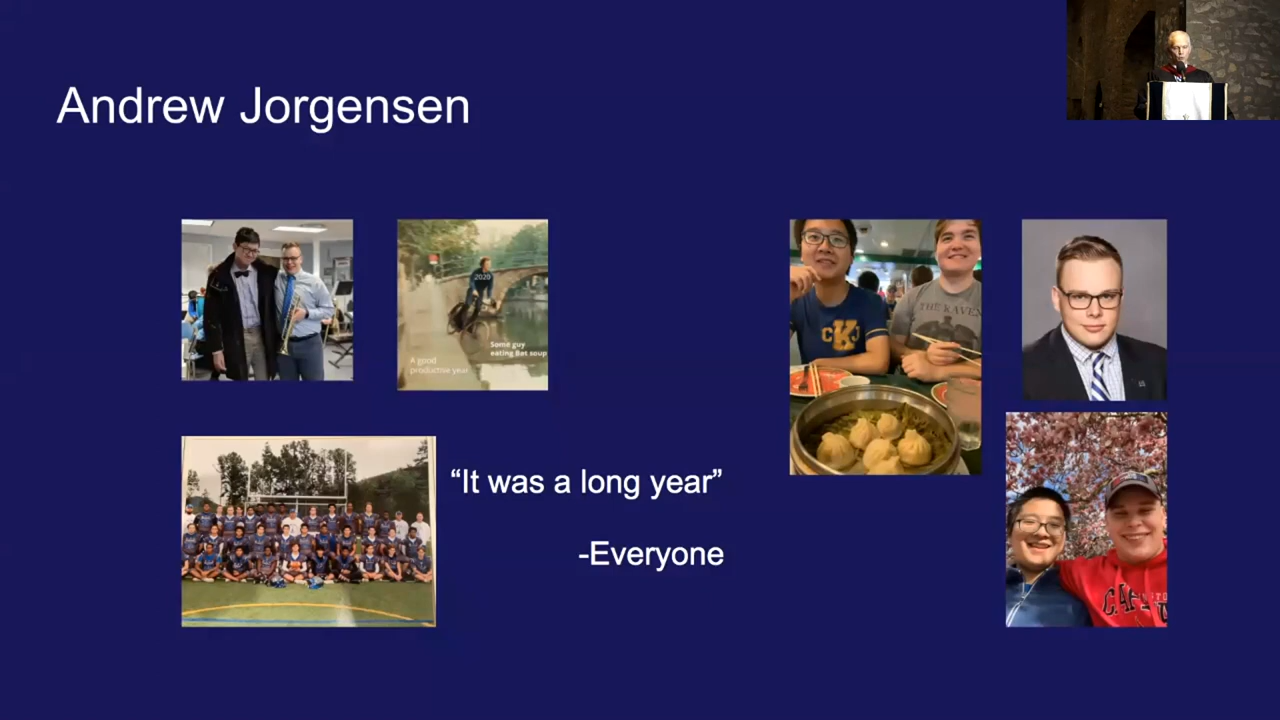 Andrew Jorgensen
2020
Some guy
eating Bat soup
A good
productive year
CKJ
THE RAVEN
“It was a long year”
-Everyone